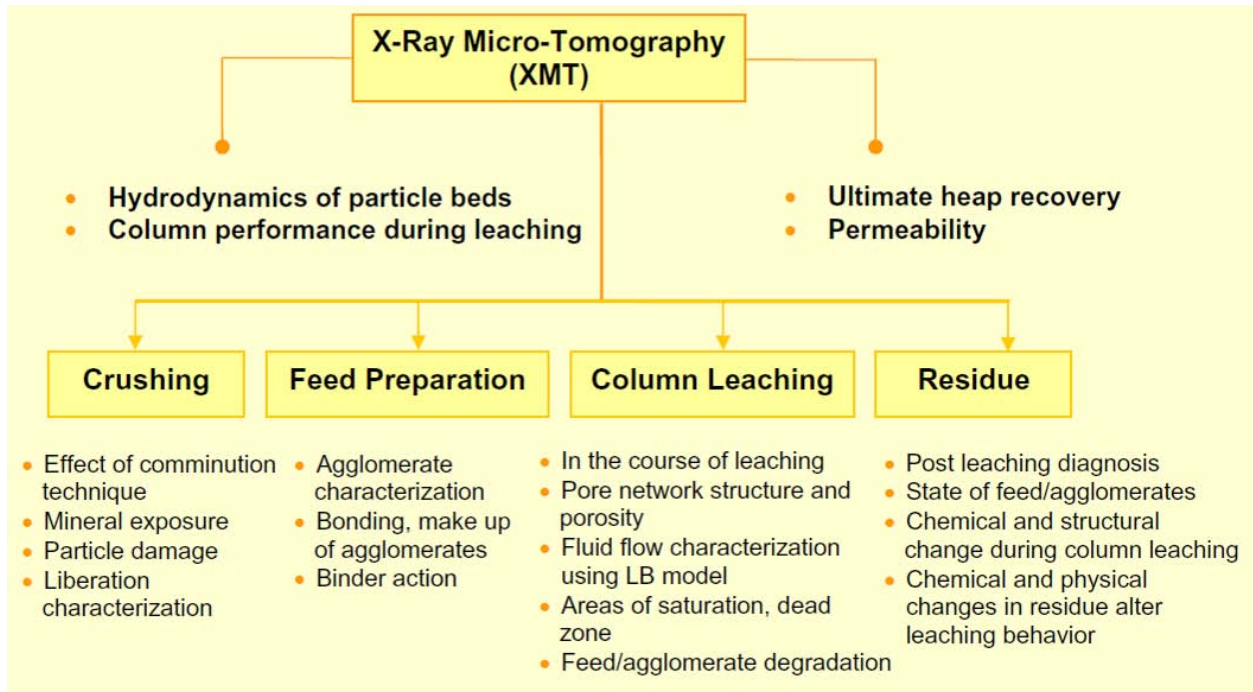 X-Ray Micro-Tomography
(XMT)
Hydrodynamics of particle beds
Column performance during leaching
Ultimate heap recovery
Permeability
Crushing
Effect of comminution
technique
Mineral exposure
Particle damage
Liberation
characterization
Feed Preparation
Agglomerate
characterization
Bonding, make up
of agglomerates
Binder action
Column Leaching
In the course of leaching
Pore network structure and
porosity
Fluid flow characterization
using LB model
Areas of saturation, dead
zone
Feed/agglomerate degradation
Residue
Post leaching diagnosis
State of feed/agglomerates
Chemical and structural
change during column leaching
Chemical and physical
changes in residue alter
leaching behavior